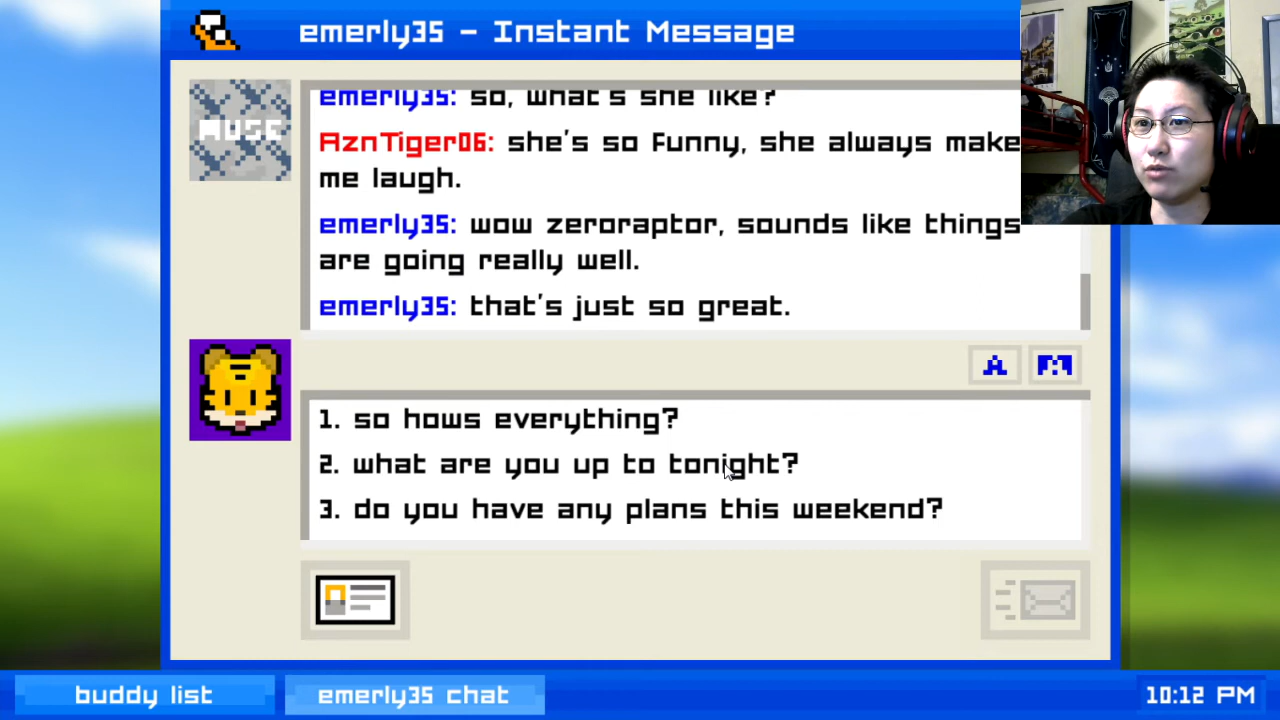 emerly35 - Instant Message
MUSE
emerly35: so, what's she like?
AznTiger06: she's so funny, she always make
me laugh.
emerly35: wow zeroraptor, sounds like things
are going really well.
emerly35: that's just so great.
A
1. so hows everything?
2. what are you up to tonight?
3. do you have any plans this weekend?
buddy list
emerly35 chat
10:12 PM